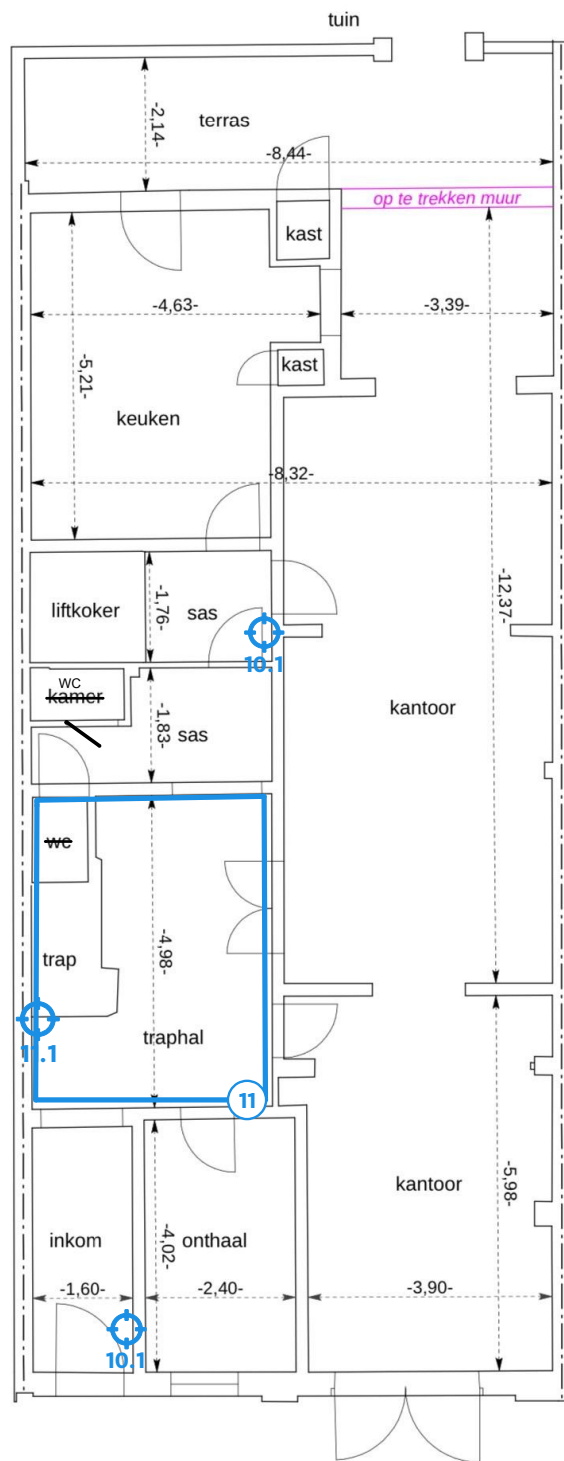 tuin
-2,14-
terras
-8,44-
op te trekken muur
kast
-4,63-
-3,39-
kast
-5,21-
keuken
-8,32-
-12,37-
liftkoker
-1,76-
sas
10.1
wc
kamer
-1,83-
sas
kantoor
wc
trap
-4,98-
11.1
traphal
11
kantoor
-5,98-
inkom
-4,02-
onthaal
-1,60-
-2,40-
-3,90-
10.1